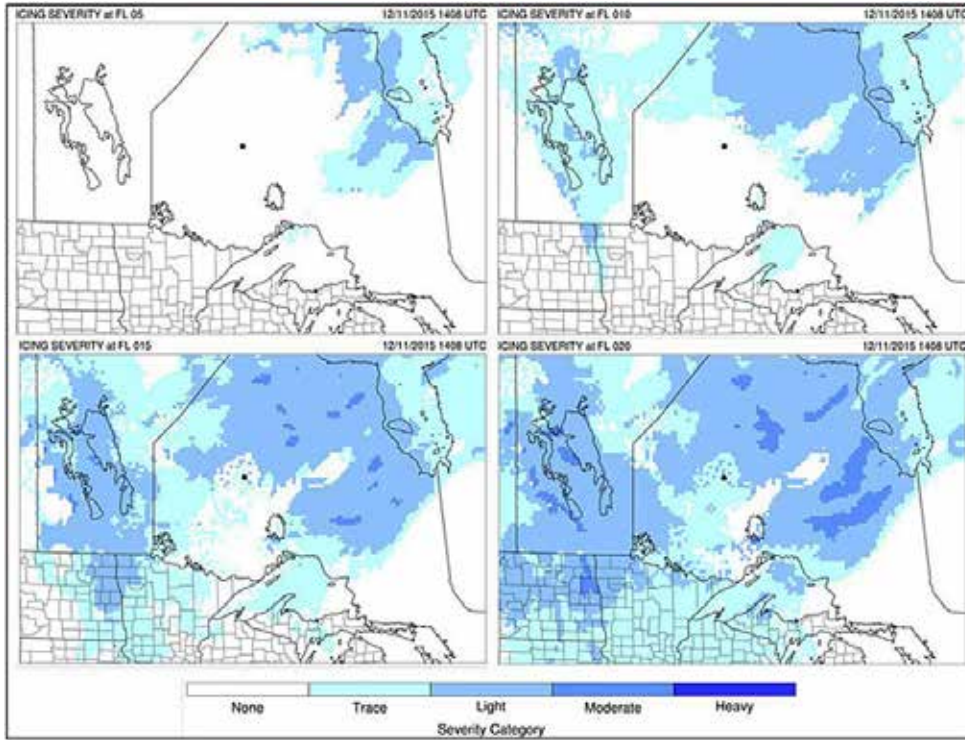 ICING SEVERITY at FL 05 12/11/2015 1408 UTC
ICING SEVERITY at FL 010 12/11/2015 1408 UTC
ICING SEVERITY at FL 015 12/11/2015 1408 UTC
ICING SEVERITY at FL 020 12/11/2015 1408 UTC
None Trace Light Moderate Heavy
Severity Category